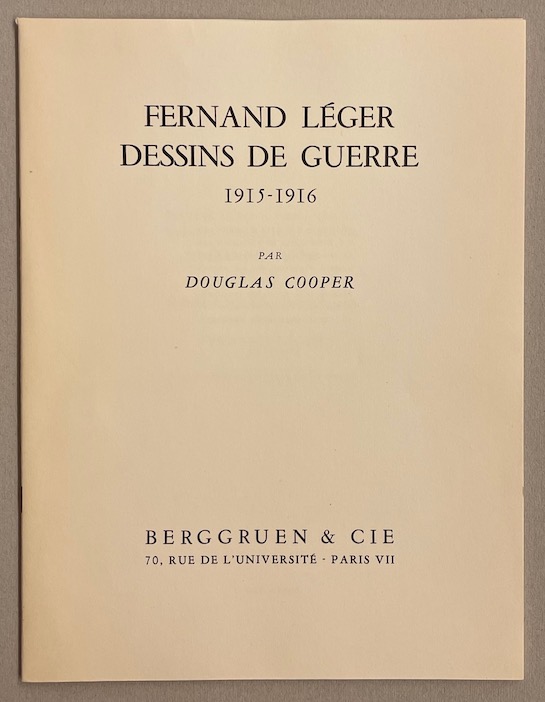 FERNAND LÉGER
DESSINS DE GUERRE
1915-1916
PAR
DOUGLAS COOPER
BERGGRUEN & CIE
70, RUE DE L'UNIVERSITÉ - PARIS VII